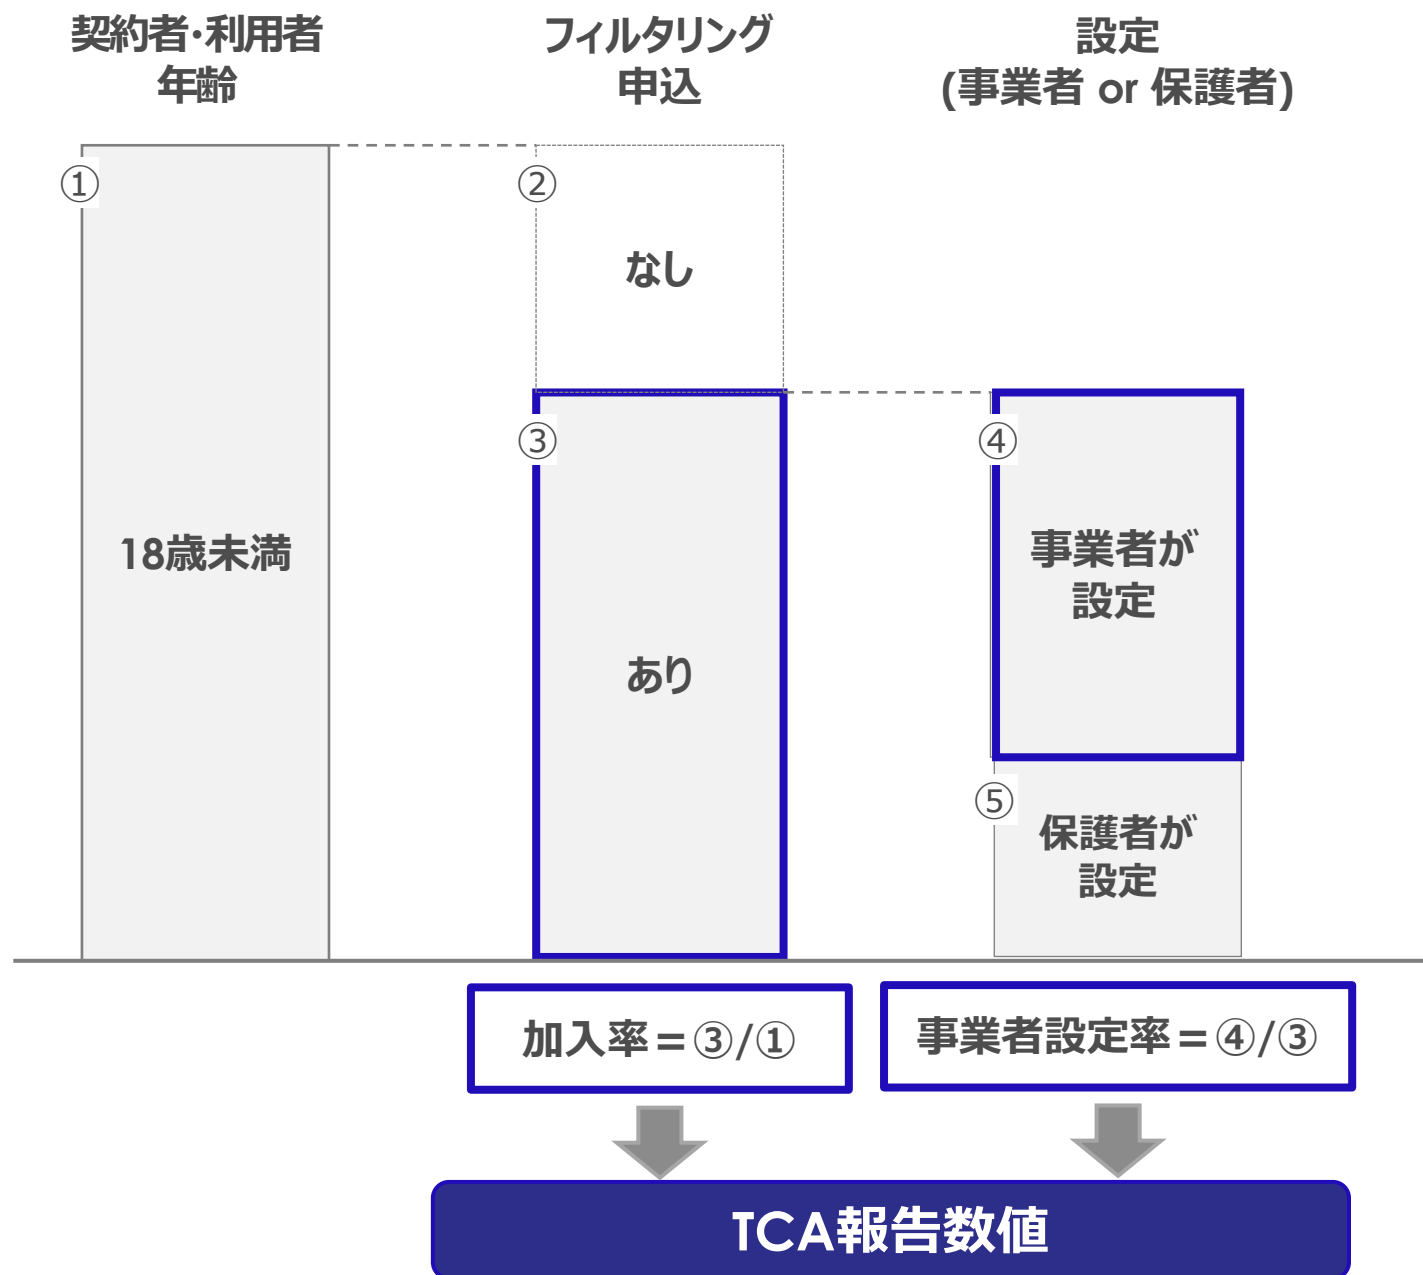 契約者・利用者
年齢
フィルタリング
申込
設定
(事業者 or 保護者)
①
18歳未満
②
なし
③
あり
④
事業者が
設定
⑤
保護者が
設定
加入率=③/①
事業者設定率=④/③
TCA報告数値